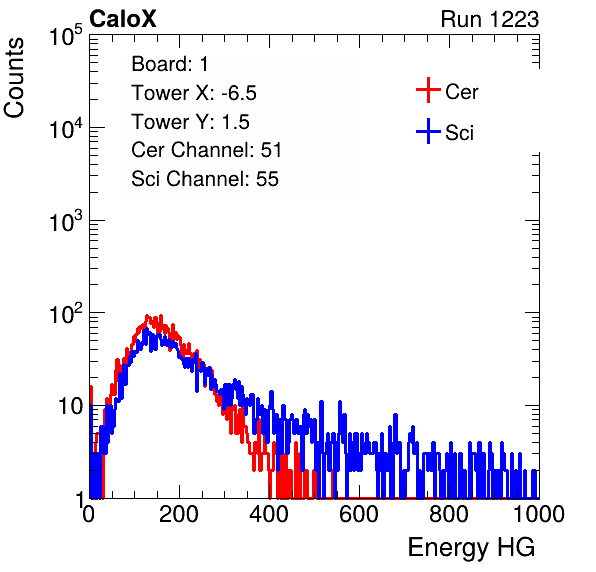 CaloX Run 1223
Counts
10^5
10^4
10^3
10^2
10
1
Board: 1
Tower X: -6.5
Tower Y: 1.5
Cer Channel: 51
Sci Channel: 55
Cer
Sci
0 200 400 600 800 1000
Energy HG